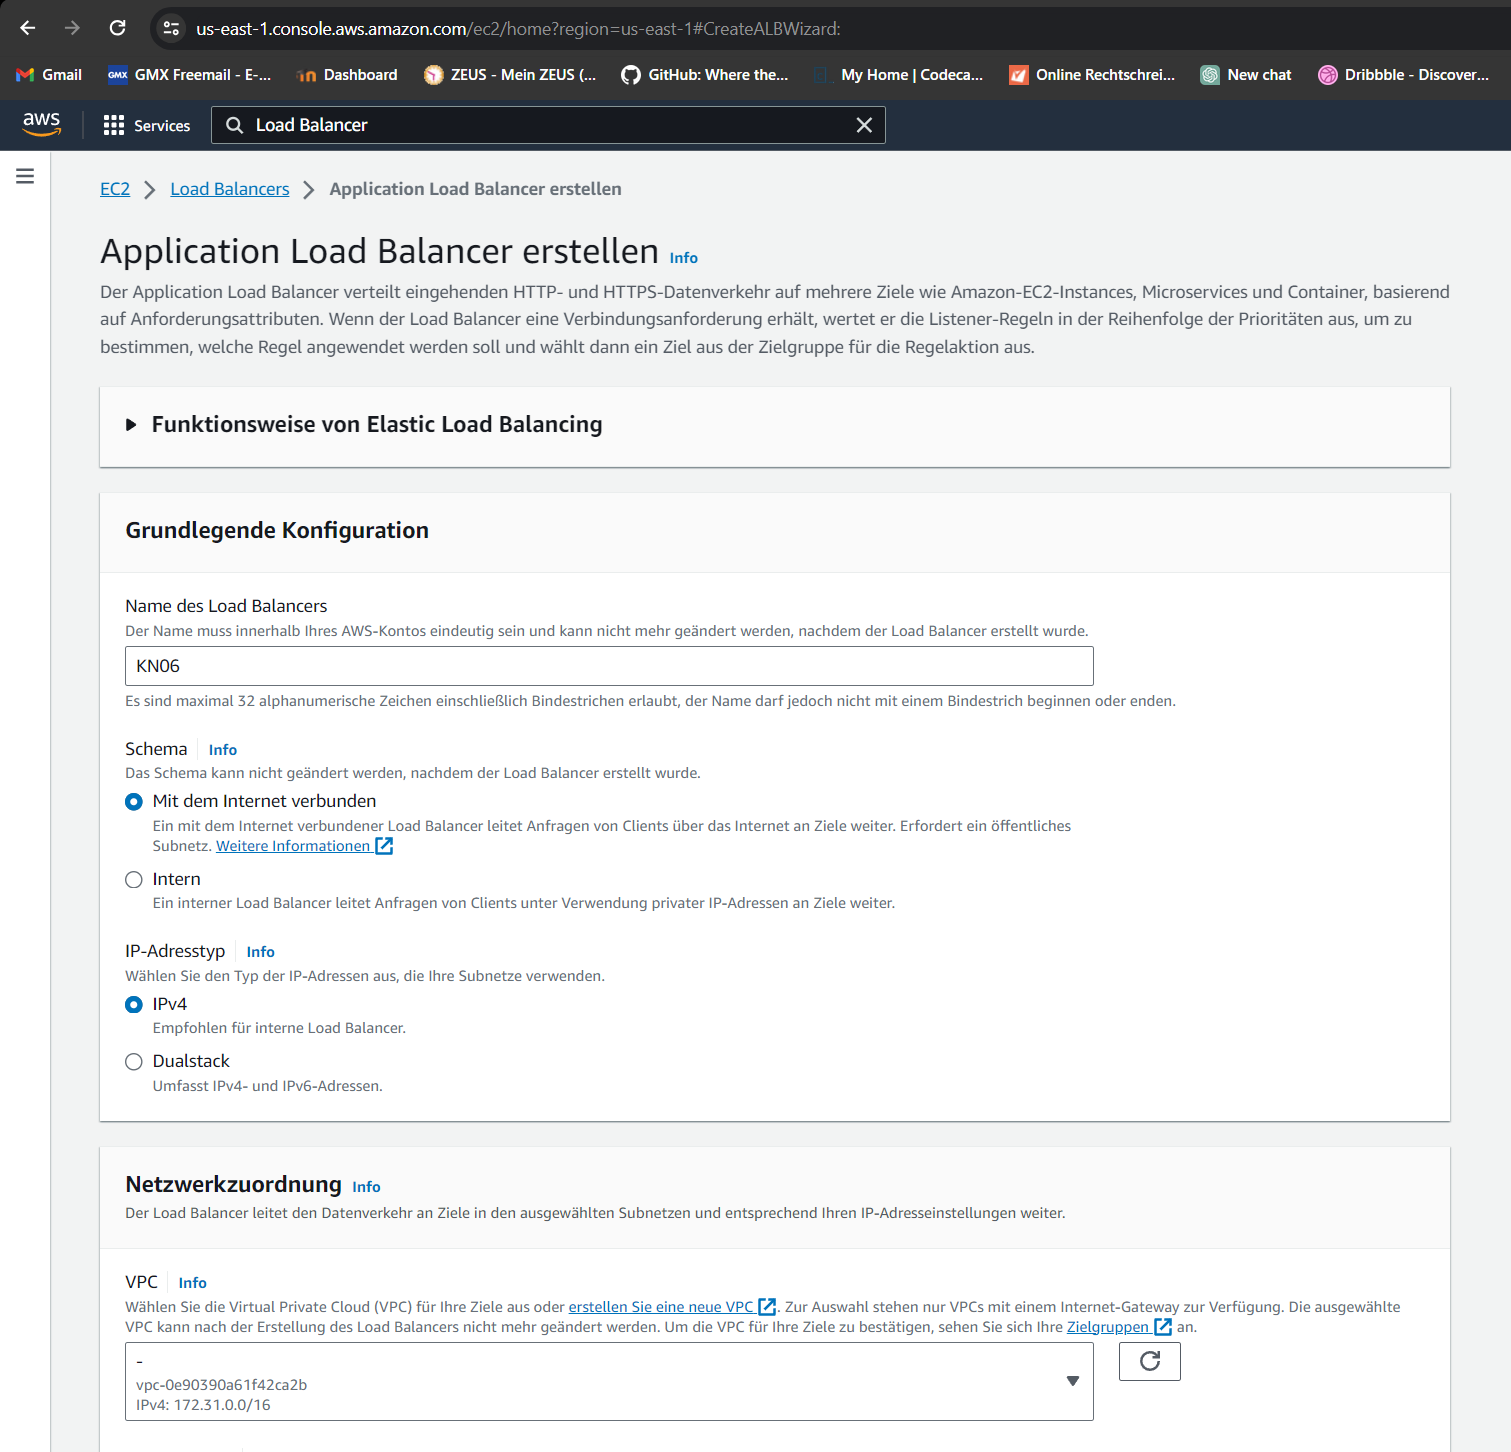 us-east-1.console.aws.amazon.com/ec2/home?region=us-east-1#CreateALBWizard:
Gmail
GMX
GMX Freemail - E-...
Dashboard
ZEUS - Mein ZEUS (...
GitHub: Where the...
My Home | Codeca...
Online Rechtschrei...
New chat
Dribbble - Discover...
aws
Services
Load Balancer
EC2 > Load Balancers > Application Load Balancer erstellen
Application Load Balancer erstellen Info
Der Application Load Balancer verteilt eingehenden HTTP- und HTTPS-Datenverkehr auf mehrere Ziele wie Amazon-EC2-Instances, Microservices und Container, basierend
auf Anforderungsattributen. Wenn der Load Balancer eine Verbindungsanforderung erhält, wertet er die Listener-Regeln in der Reihenfolge der Prioritäten aus, um zu
bestimmen, welche Regel angewendet werden soll und wählt dann ein Ziel aus der Zielgruppe für die Regelaktion aus.
Funktionsweise von Elastic Load Balancing
Grundlegende Konfiguration
Name des Load Balancers
Der Name muss innerhalb Ihres AWS-Kontos eindeutig sein und kann nicht mehr geändert werden, nachdem der Load Balancer erstellt wurde.
KN06
Es sind maximal 32 alphanumerische Zeichen einschließlich Bindestrichen erlaubt, der Name darf jedoch nicht mit einem Bindestrich beginnen oder enden.
Schema Info
Das Schema kann nicht geändert werden, nachdem der Load Balancer erstellt wurde.
Mit dem Internet verbunden
Ein mit dem Internet verbundener Load Balancer leitet Anfragen von Clients über das Internet an Ziele weiter. Erfordert ein öffentliches
Subnetz. Weitere Informationen
Intern
Ein interner Load Balancer leitet Anfragen von Clients unter Verwendung privater IP-Adressen an Ziele weiter.
IP-Adresstyp Info
Wählen Sie den Typ der IP-Adressen aus, die Ihre Subnetze verwenden.
IPv4
Empfohlen für interne Load Balancer.
Dualstack
Umfasst IPv4- und IPv6-Adressen.
Netzwerkzuordnung Info
Der Load Balancer leitet den Datenverkehr an Ziele in den ausgewählten Subnetzen und entsprechend Ihren IP-Adresseinstellungen weiter.
VPC Info
Wählen Sie die Virtual Private Cloud (VPC) für Ihre Ziele aus oder erstellen Sie eine neue VPC. Zur Auswahl stehen nur VPCs mit einem Internet-Gateway zur Verfügung. Die ausgewählte
VPC kann nach der Erstellung des Load Balancers nicht mehr geändert werden. Um die VPC für Ihre Ziele zu bestätigen, sehen Sie sich Ihre Zielgruppen an.
-
vpc-0e90390a61f42ca2b
IPv4: 172.31.0.0/16